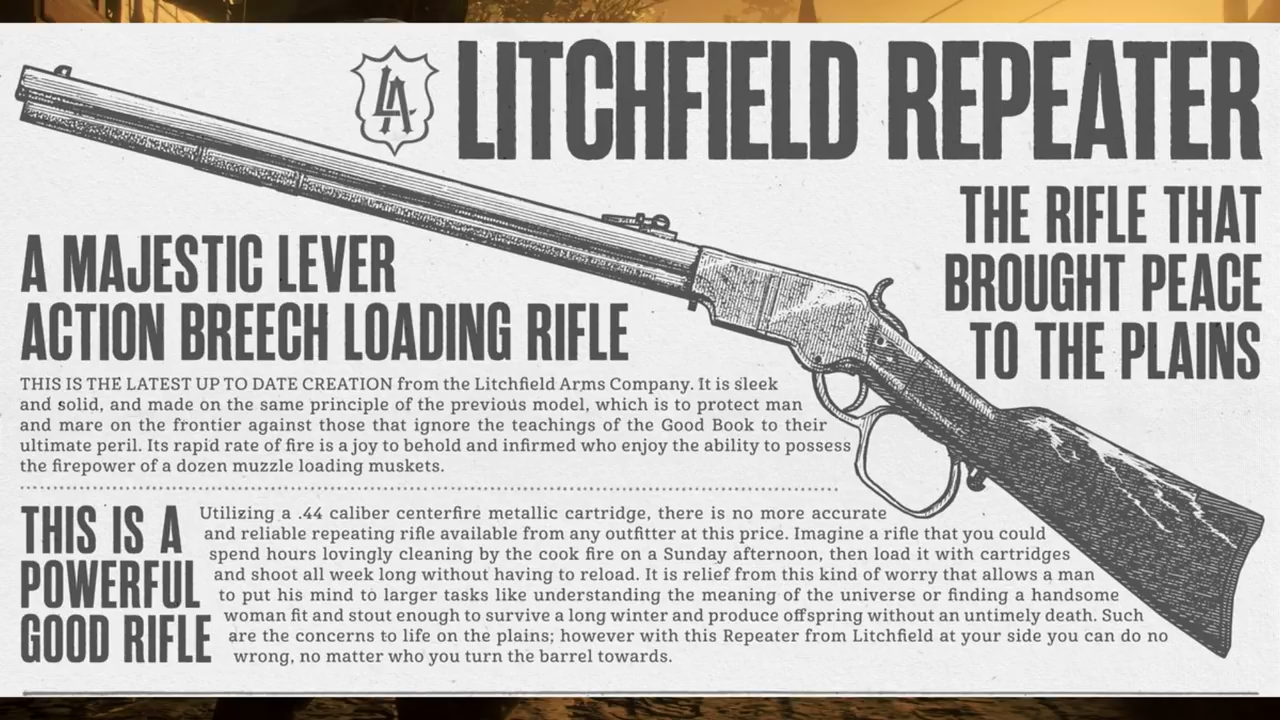 LA
LITCHFIELD REPEATER
THE RIFLE THAT
BROUGHT PEACE
TO THE PLAINS
A MAJESTIC LEVER
ACTION BREECH LOADING RIFLE
THIS IS THE LATEST UP TO DATE CREATION from the Litchfield Arms Company. It is sleek
and solid, and made on the same principle of the previous model, which is to protect man
and mare on the frontier against those that ignore the teachings of the Good Book to their
ultimate peril. Its rapid rate of fire is a joy to behold and infirmed who enjoy the ability to possess
the firepower of a dozen muzzle loading muskets.
THIS IS A
POWERFUL
GOOD RIFLE
Utilizing a .44 caliber centerfire metallic cartridge, there is no more accurate
and reliable repeating rifle available from any outfitter at this price. Imagine a rifle that you could
spend hours lovingly cleaning by the cook fire on a Sunday afternoon, then load it with cartridges
and shoot all week long without having to reload. It is relief from this kind of worry that allows a man
to put his mind to larger tasks like understanding the meaning of the universe or finding a handsome
woman fit and stout enough to survive a long winter and produce offspring without an untimely death. Such
are the concerns to life on the plains; however with this Repeater from Litchfield at your side you can do no
wrong, no matter who you turn the barrel towards.